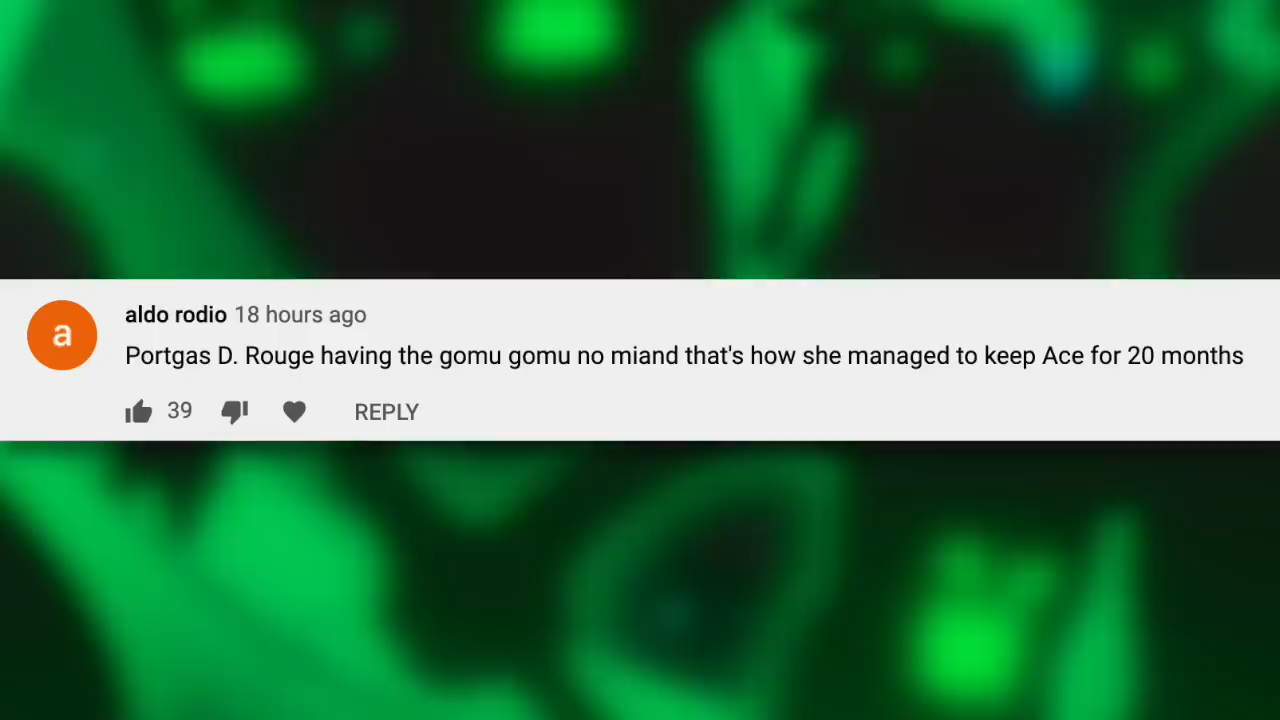 a
aldo rodio 18 hours ago
Portgas D. Rouge having the gomu gomu no miand that's how she managed to keep Ace for 20 months
39 REPLY